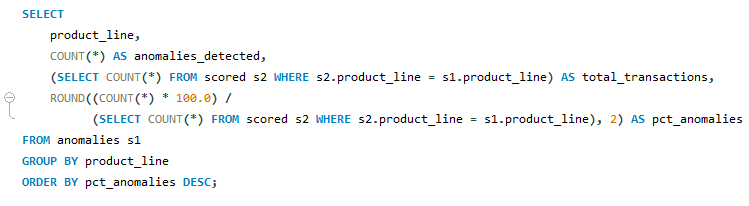 SELECT
product_line,
COUNT(*) AS anomalies_detected,
(SELECT COUNT(*) FROM scored s2 WHERE s2.product_line = s1.product_line) AS total_transactions,
ROUND((COUNT(*) * 100.0) /
(SELECT COUNT(*) FROM scored s2 WHERE s2.product_line = s1.product_line), 2) AS pct_anomalies
FROM anomalies s1
GROUP BY product_line
ORDER BY pct_anomalies DESC;